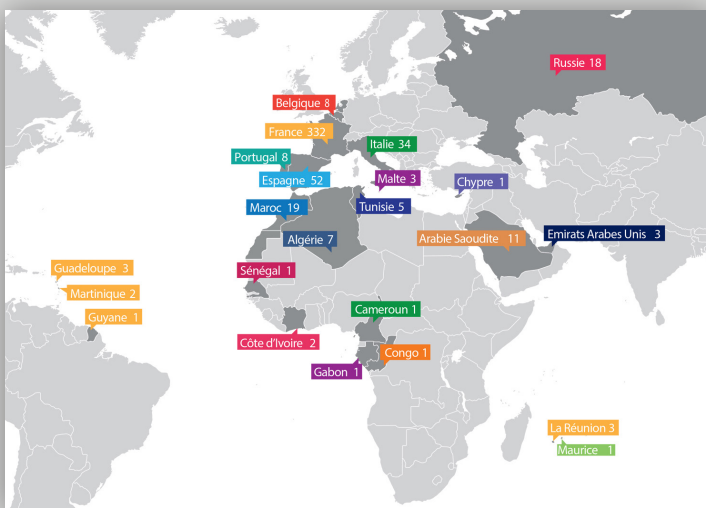 Russie 18
Belgique 8
France 332
Italie 34
Portugal 8
Espagne 52
Malte 3
Chypre 1
Maroc 19
Tunisie 5
Algérie 7
Arabie Saoudite 11
Emirats Arabes Unis 3
Guadeloupe 3
Martinique 2
Guyane 1
Sénégal 1
Cameroun 1
Côte d'Ivoire 2
Congo 1
Gabon 1
La Réunion 3
Maurice 1